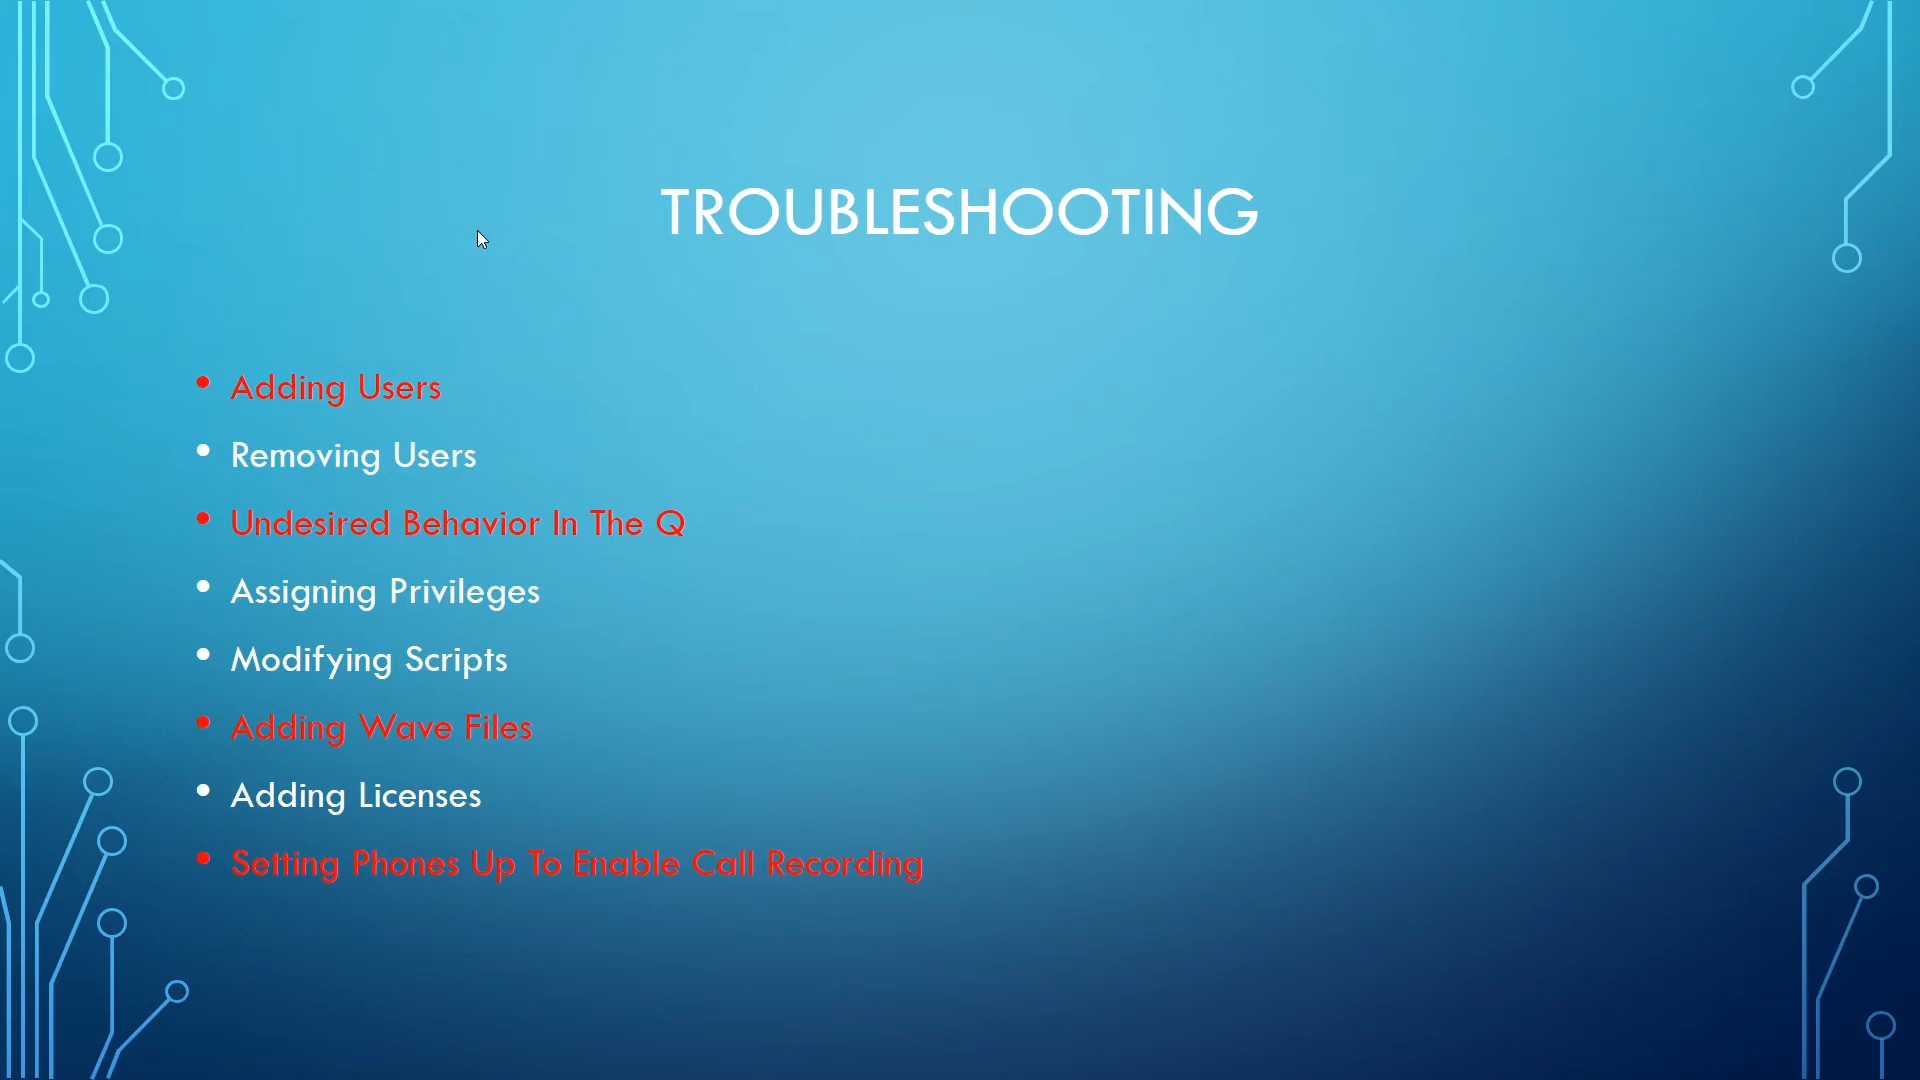 TROUBLESHOOTING
• Adding Users
• Removing Users
• Undesired Behavior In The Q
• Assigning Privileges
• Modifying Scripts
• Adding Wave Files
• Adding Licenses
• Setting Phones Up To Enable Call Recording